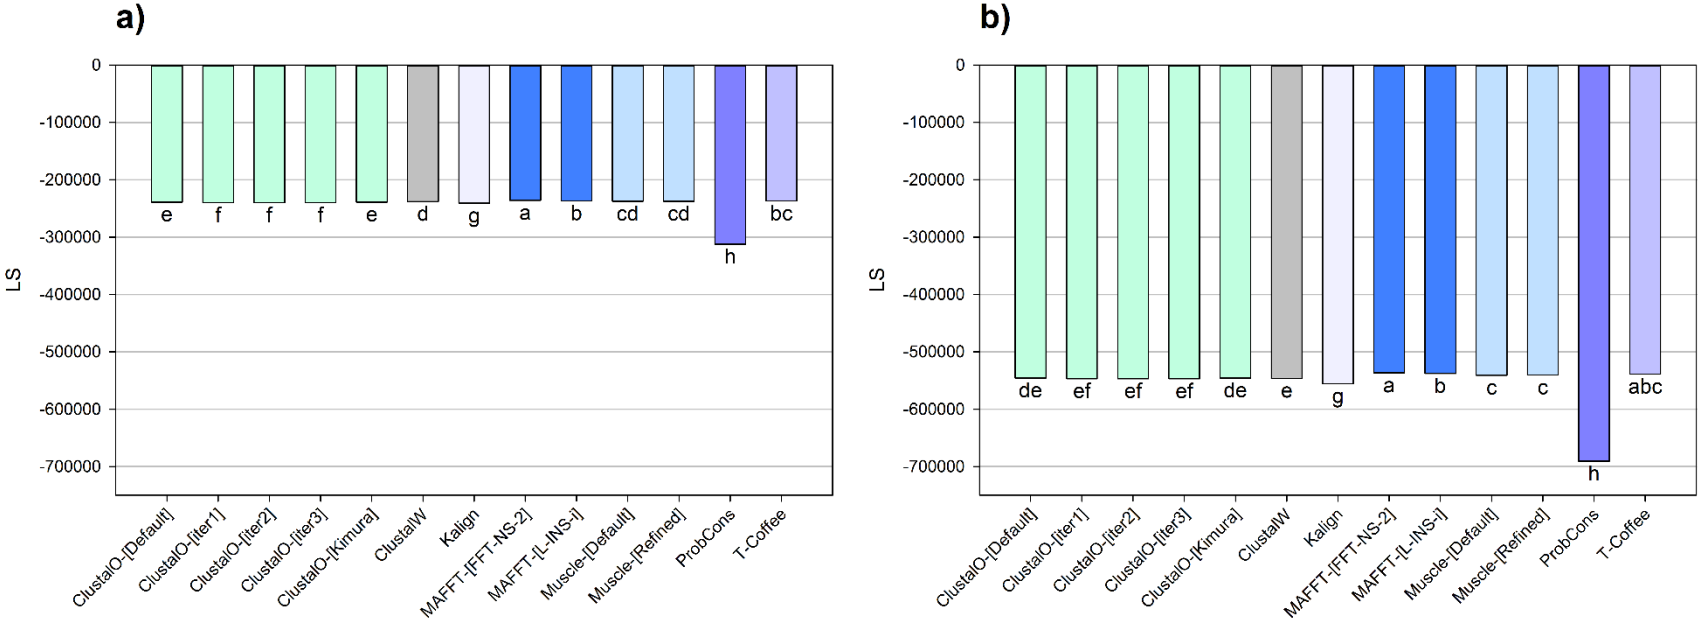 a)
LS
0
-100000
-200000
-300000
-400000
-500000
-600000
-700000
e
f
f
f
e
d
g
a
b
cd
cd
h
bc
ClustalO-[Default]
ClustalO-[iter1]
ClustalO-[iter2]
ClustalO-[iter3]
ClustalO-[Kimura]
ClustalW
Kalign
MAFFT-[FFT-NS-2]
MAFFT-[L-INS-i]
Muscle-[Default]
Muscle-[Refined]
ProbCons
T-Coffee
b)
LS
0
-100000
-200000
-300000
-400000
-500000
-600000
-700000
de
ef
ef
ef
de
e
g
a
b
c
c
h
abc
ClustalO-[Default]
ClustalO-[iter1]
ClustalO-[iter2]
ClustalO-[iter3]
ClustalO-[Kimura]
ClustalW
Kalign
MAFFT-[FFT-NS-2]
MAFFT-[L-INS-i]
Muscle-[Default]
Muscle-[Refined]
ProbCons
T-Coffee